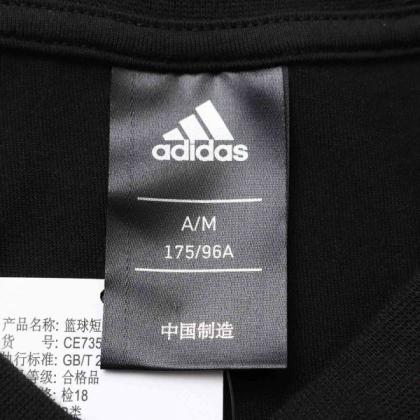 adidas
A/M
175/96A
中国制造
产品名称: 篮球短
货 号: CE735
执行标准: GB/T 2
等级: 合格品
检18
类